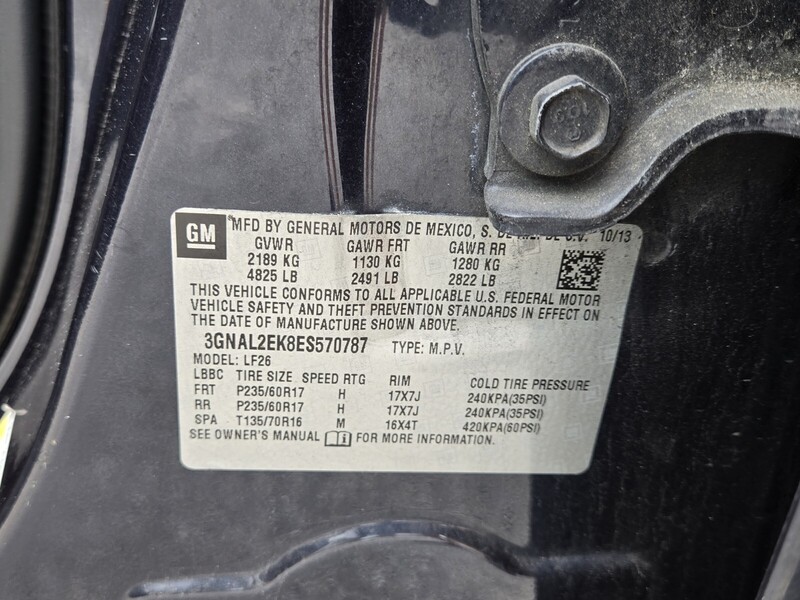 GM
MFD BY GENERAL MOTORS DE MEXICO, S. DE R.L. DE C.V. 10/13
GVWR GAWR FRT GAWR RR
2189 KG 1130 KG 1280 KG
4825 LB 2491 LB 2822 LB
THIS VEHICLE CONFORMS TO ALL APPLICABLE U.S. FEDERAL MOTOR
VEHICLE SAFETY AND THEFT PREVENTION STANDARDS IN EFFECT ON
THE DATE OF MANUFACTURE SHOWN ABOVE.
3GNAL2EK8ES570787 TYPE: M.P.V.
MODEL: LF26
LBBC TIRE SIZE SPEED RTG RIM COLD TIRE PRESSURE
FRT P235/60R17 H 17X7J 240KPA(35PSI)
RR P235/60R17 H 17X7J 240KPA(35PSI)
SPA T135/70R16 M 16X4T 420KPA(60PSI)
SEE OWNER'S MANUAL FOR MORE INFORMATION.